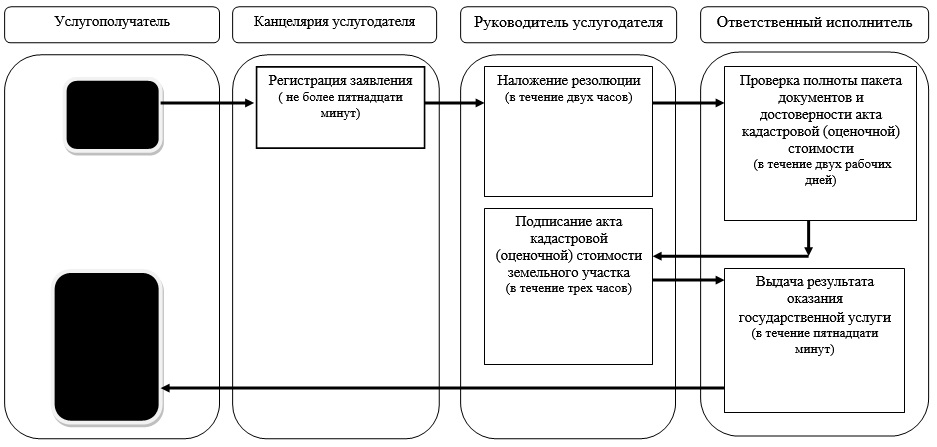 Услугополучатель
Канцелярия услугодателя
Руководитель услугодателя
Ответственный исполнитель
Регистрация заявления
( не более пятнадцати
минут)
Наложение резолюции
(в течение двух часов)
Проверка полноты пакета
документов и
достоверности акта
кадастровой (оценочной)
стоимости
(в течение двух рабочих
дней)
Подписание акта
кадастровой
(оценочной) стоимости
земельного участка
(в течение трех часов)
Выдача результата
оказания
государственной услуги
(в течение пятнадцати
минут)